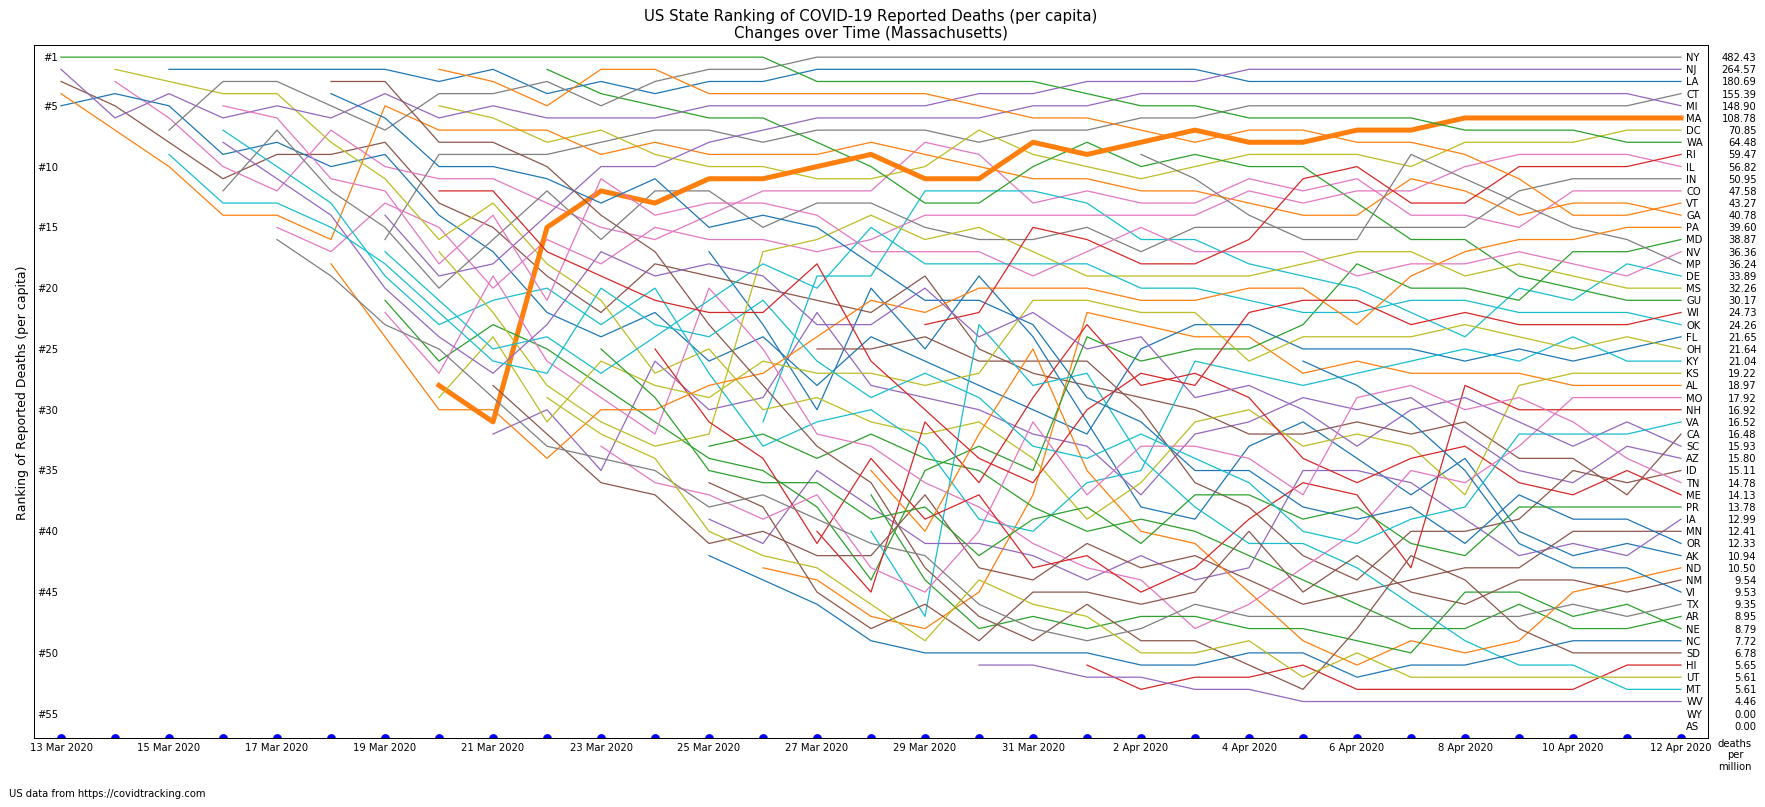 US State Ranking of COVID-19 Reported Deaths (per capita)
Changes over Time (Massachusetts)
Ranking of Reported Deaths (per capita)
#1
#5
#10
#15
#20
#25
#30
#35
#40
#45
#50
#55
NY 482.43
NJ 264.57
LA 180.69
CT 155.39
MI 148.90
MA 108.78
DC 70.85
WA 64.48
RI 59.47
IL 56.82
IN 50.95
CO 47.58
VT 43.27
GA 40.78
PA 39.60
MD 38.87
NV 36.36
MP 36.24
DE 33.89
MS 32.26
GU 30.17
WI 24.73
OK 24.26
FL 21.65
OH 21.64
KY 21.04
KS 19.22
AL 18.97
MO 17.92
NH 16.92
VA 16.52
CA 16.48
SC 15.93
AZ 15.80
ID 15.11
TN 14.78
ME 14.13
PR 13.78
IA 12.99
MN 12.41
OR 12.33
AK 10.94
ND 10.50
NM 9.54
VI 9.53
TX 9.35
AR 8.95
NE 8.79
NC 7.72
SD 6.78
HI 5.65
UT 5.61
MT 5.61
WV 4.46
WY 0.00
AS 0.00
13 Mar 2020 15 Mar 2020 17 Mar 2020 19 Mar 2020 21 Mar 2020 23 Mar 2020 25 Mar 2020 27 Mar 2020 29 Mar 2020 31 Mar 2020 2 Apr 2020 4 Apr 2020 6 Apr 2020 8 Apr 2020 10 Apr 2020 12 Apr 2020
deaths
per
million
US data from https://covidtracking.com